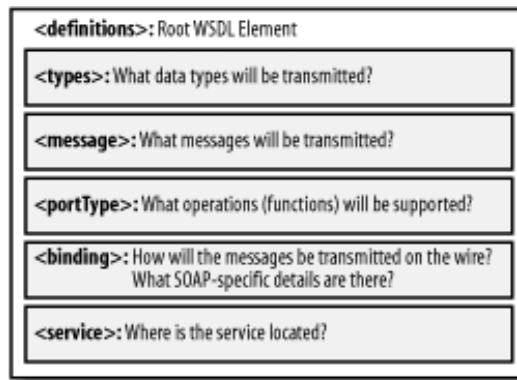 <definitions>: Root WSDL Element
<types>: What data types will be transmitted?
<message>: What messages will be transmitted?
<portType>: What operations (functions) will be supported?
<binding>: How will the messages be transmitted on the wire?
What SOAP-specific details are there?
<service>: Where is the service located?